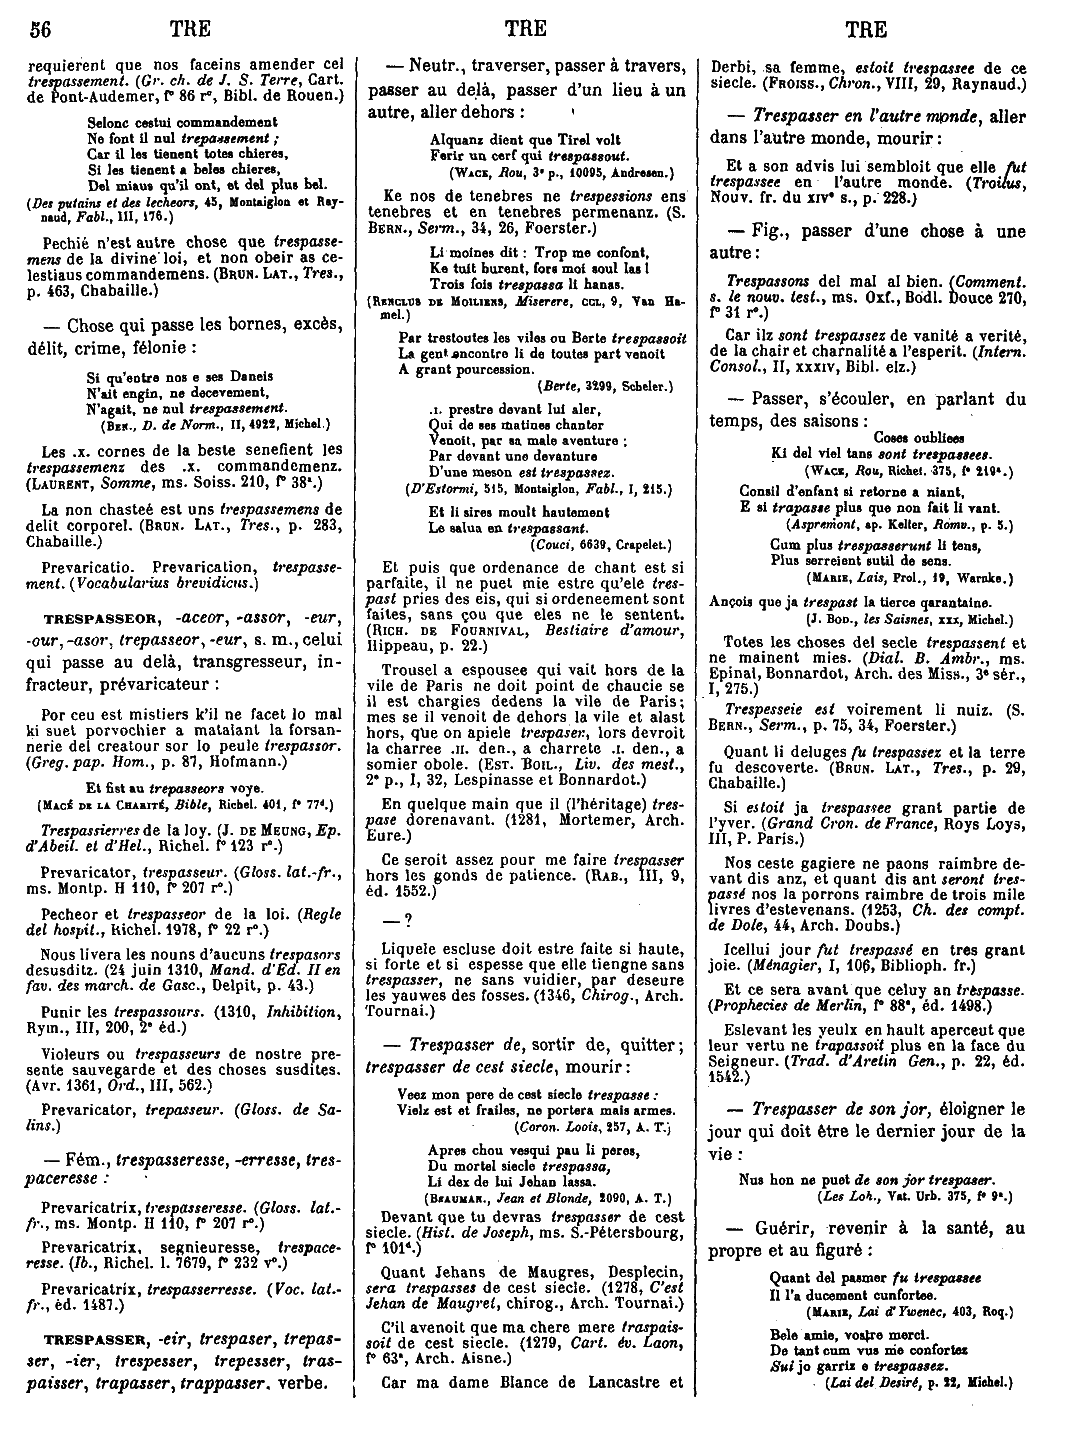 56 TRE TRE TRE
requierent que nos faceins amender cel
trespassement. (Gr. ch. de J. S. Terre, Cart.
de Pont-Audemer, f° 86 r°, Bibl. de Rouen.)
Selonc cestui commandement
Ne font il nul trepassement ;
Car il les tienent totes chieres,
Si les tienent a beles chieres,
Del miaus qu'il ont, et del plus bel.
(Des putains et des lecheors, 45, Montaiglon et Ray-
naud, Fabl., III, 176.)
Pechié n'est autre chose que trespasse-
mens de la divine loi, et non obeir as ce-
lestiaus commandemens. (BRUN. LAT., Tres.,
p. 463, Chabaille.)
— Chose qui passe les bornes, excès,
délit, crime, félonie :
Si qu'entre nos e ses Daneis
N'ait engin, ne decevement,
N'agait, ne nul trespassement.
(BEN., D. de Norm., II, 4922, Michel.)
Les .x. cornes de la beste senefient les
trespassemenz des .x. commandemenz.
(LAURENT, Somme, ms. Soiss. 210, f° 38ª.)
La non chasteé est uns trespassemens de
delit corporel. (BRUN. LAT., Tres., p. 283,
Chabaille.)
Prevaricatio. Prevarication, trespasse-
ment. (Vocabularius brevidicus.)
TRESPASSEOR, -aceor, -assor, -eur,
-our, -asor, trepasseor, -eur, s. m., celui
qui passe au delà, transgresseur, in-
fracteur, prévaricateur :
Por ceu est mistiers k'il ne facet lo mal
ki suet porvochier a matalant la forsan-
nerie del creatour sor lo peule trespassor.
(Greg. pap. Hom., p. 87, Hofmann.)
Et fist au trepasseors voye.
(MACÉ DE LA CHARITÉ, Bible, Richel. 401, f° 77ᵈ.)
Trespassierres de la loy. (J. DE MEUNG, Ep.
d'Abeil. et d'Hel., Richel. f° 123 r°.)
Prevaricator, trespasseur. (Gloss. lat.-fr.,
ms. Montp. H 110, f° 207 r°.)
Pecheor et trespasseor de la loi. (Regle
del hospit., Richel. 1978, f° 22 r°.)
Nous livera les nouns d'aucuns trespasors
desusditz. (24 juin 1310, Mand. d'Ed. II en
fav. des march. de Gasc., Delpit, p. 43.)
Punir les trespassours. (1310, Inhibition,
Rym., III, 200, 2ᵉ éd.)
Violeurs ou trespasseurs de nostre pre-
sente sauvegarde et des choses susdites.
(Avr. 1361, Ord., III, 562.)
Prevaricator, trepasseur. (Gloss. de Sa-
lins.)
— Fém., trespasseresse, -erresse, tres-
paceresse :
Prevaricatrix, trespasseresse. (Gloss. lat.-
fr., ms. Montp. H 110, f° 207 r°.)
Prevaricatrix, segnieuresse, trespace-
resse. (Ib., Richel. l. 7679, f° 232 v°.)
Prevaricatrix, trespasserresse. (Voc. lat.-
fr., éd. 1487.)
TRESPASSER, -eir, trespaser, trepas-
ser, -ier, trespesser, trepesser, tras-
paisser, trapasser, trappasser, verbe.
— Neutr., traverser, passer à travers,
passer au delà, passer d'un lieu à un
autre, aller dehors :
Alquanz dient que Tirel volt
Ferir un cerf qui trespassout.
(WACE, Rou, 3ᵉ p., 10095, Andresen.)
Ke nos de tenebres ne trespessions ens
tenebres et en tenebres permenanz. (S.
BERN., Serm., 34, 26, Foerster.)
Li moines dit : Trop me confont,
Ke tuit burent, fors moi soul las !
Trois fois trespassa li hanas.
(RENCLUS DE MOILIENS, Miserere, CCL, 9, Van Ha-
mel.)
Par trestoutes les viles ou Berte trespassoit
La gent encontre li de toutes part venoit
A grant pourcession.
(Berte, 3299, Scheler.)
.I. prestre devant lui aler,
Qui de ses matines chanter
Venoit, par sa male aventure ;
Par devant une devanture
D'une meson est trespassez.
(D'Estormi, 515, Montaiglon, Fabl., I, 215.)
Et li sires moult hautement
Le salua en trespassant.
(Couci, 6639, Crapelet.)
Et puis que ordenance de chant est si
parfaite, il ne puet mie estre qu'ele tres-
past pries des eis, qui si ordeneement sont
faites, sans çou que eles ne le sentent.
(RICH. DE FOURNIVAL, Bestiaire d'amour,
Hippeau, p. 22.)
Trousel a espousee qui vait hors de la
vile de Paris ne doit point de chaucie se
il est chargies dedens la vile de Paris ;
mes se il venoit de dehors la vile et alast
hors, que on apiele trespaser, lors devroit
la charree .II. den., a charrete .I. den., a
somier obole. (EST. BOIL., Liv. des mest.,
2ᵉ p., I, 32, Lespinasse et Bonnardot.)
En quelque main que il (l'héritage) tres-
pase dorenavant. (1281, Mortemer, Arch.
Eure.)
Ce seroit assez pour me faire trespasser
hors les gonds de patience. (RAB., III, 9,
éd. 1552.)
— ?
Liquele escluse doit estre faite si haute,
si forte et si espesse que elle tiengne sans
trespasser, ne sans vuidier, par deseure
les yauwes des fosses. (1346, Chirog., Arch.
Tournai.)
— Trespasser de, sortir de, quitter ;
trespasser de cest siecle, mourir :
Veez mon pere de cest siecle trespasse :
Vielz est et frailes, ne portera mais armes.
(Coron. Loois, 257, A. T.)
Apres chou vesqui pau li peres,
Du mortel siecle trespassa,
Li dex de lui Jehan lassa.
(BEAUMAN., Jean et Blonde, 2090, A. T.)
Devant que tu devras trespasser de cest
siecle. (Hist. de Joseph, ms. S.-Pétersbourg,
f° 101ᵈ.)
Quant Jehans de Maugres, Desplecin,
sera trespasses de cest siecle. (1278, C'est
Jehan de Maugret, chirog., Arch. Tournai.)
C'il avenoit que ma chere mere traspais-
soit de cest siecle. (1279, Cart. év. Laon,
f° 63ª, Arch. Aisne.)
Car ma dame Blance de Lancastre et
Derbi, sa femme, estoit trespassee de ce
siecle. (FROISS., Chron., VIII, 29, Raynaud.)
— Trespasser en l'autre monde, aller
dans l'autre monde, mourir :
Et a son advis lui sembloit que elle fut
trespassee en l'autre monde. (Troilus,
Nouv. fr. du XIVᵉ s., p. 228.)
— Fig., passer d'une chose à une
autre :
Trespassons del mal al bien. (Comment.
s. le nouv. test., ms. Oxf., Bodl. Douce 270,
f° 31 r°.)
Car ilz sont trespassez de vanité a verité,
de la chair et charnalité a l'esperit. (Intern.
Consol., II, XXXIV, Bibl. elz.)
— Passer, s'écouler, en parlant du
temps, des saisons :
Coses oubliees
Ki del viel tans sont trespassees.
(WACE, Rou, Richel. 375, f° 219ª.)
Consil d'enfant si retorne a niant,
E si trapasse plus que non fait li vant.
(Aspremont, ap. Kelter, Romv., p. 5.)
Cum plus trespasserunt li tens,
Plus serreient sutil de sens.
(MARIE, Lais, Prol., 19, Warnke.)
Ançois que ja trespast la tierce qarantaine.
(J. BOD., les Saisnes, XXX, Michel.)
Totes les choses del secle trespassent et
ne mainent mies. (Dial. B. Ambr., ms.
Epinal, Bonnardot, Arch. des Miss., 3ᵉ sér.,
I, 275.)
Trespesseie est voirement li nuiz. (S.
BERN., Serm., p. 75, 34, Foerster.)
Quant li deluges fu trespassez et la terre
fu descoverte. (BRUN. LAT., Tres., p. 29,
Chabaille.)
Si estoit ja trespassee grant partie de
l'yver. (Grand Cron. de France, Roys Loys,
III, P. Paris.)
Nos ceste gagiere ne paons raimbre de-
vant dis anz, et quant dis ant seront tres-
passé nos la porrons raimbre de trois mile
livres d'estevenans. (1253, Ch. des compt.
de Dole, 44, Arch. Doubs.)
Icellui jour fut trespassé en tres grant
joie. (Ménagier, I, 106, Biblioph. fr.)
Et ce sera avant que celuy an trèspasse.
(Prophecies de Merlin, f° 88ª, éd. 1498.)
Eslevant les yeulx en hault aperceut que
leur vertu ne trapassoit plus en la face du
Seigneur. (Trad. d'Aretin Gen., p. 22, éd.
1542.)
— Trespasser de son jor, éloigner le
jour qui doit être le dernier jour de la
vie :
Nus hon ne puet de son jor trespaser.
(Les Loh., Vat. Urb. 375, f° 9ª.)
— Guérir, revenir à la santé, au
propre et au figuré :
Quant del pasmer fu trespassee
Il l'a ducement cunfortee.
(MARIE, Lai d'Ywenec, 403, Roq.)
Bele amie, vostre merci.
De tant cum vus me confortez
Sui jo garriz e trespassez.
(Lai del Desiré, p. 22, Michel.)